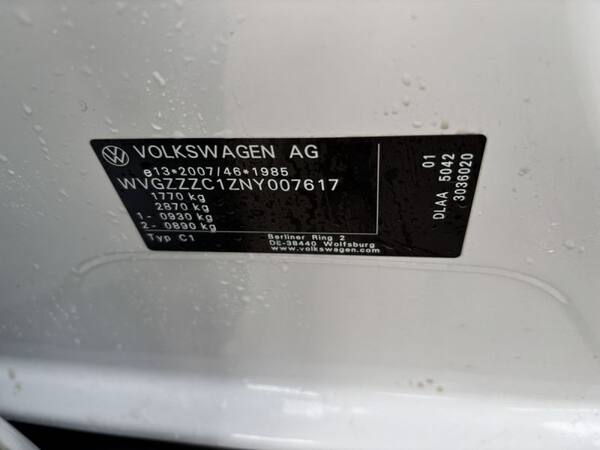 VOLKSWAGEN AG
e13*2007/46*1985
WVGZZZC1ZNY007617
1770 kg
2870 kg
1- 0930 kg
2- 0890 kg
Typ C1
Berliner Ring 2
DE-38440 Wolfsburg
www.volkswagen.com
01
DLAA 5042
3036020